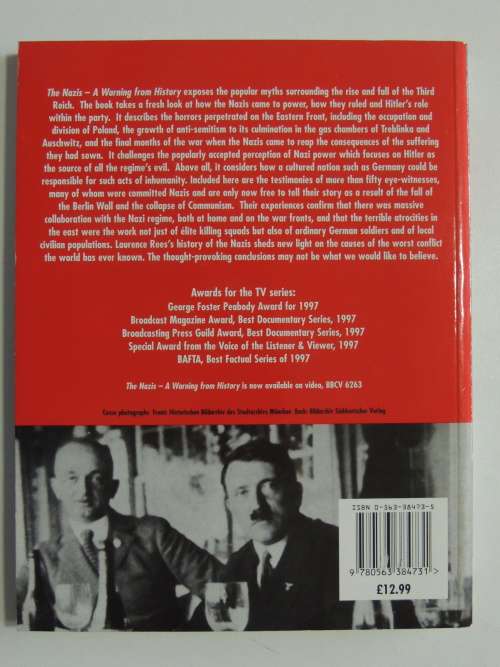 The Nazis – A Warning from History exposes the popular myths surrounding the rise and fall of the Third
Reich. The book takes a fresh look at how the Nazis came to power, how they ruled and Hitler's role
within the party. It describes the horrors perpetrated on the Eastern Front, including the occupation and
division of Poland, the growth of anti-semitism to its culmination in the gas chambers of Treblinka and
Auschwitz, and the final months of the war when the Nazis came to reap the consequences of the suffering
they had sown. It challenges the popularly accepted perception of Nazi power which focuses on Hitler as
the source of all the regime's evil. Above all, it considers how a cultured nation such as Germany could be
responsible for such acts of inhumanity. Included here are the testimonies of more than fifty eye-witnesses,
many of whom were committed Nazis and are only now free to tell their story as a result of the fall of
the Berlin Wall and the collapse of Communism. Their experiences confirm that there was massive
collaboration with the Nazi regime, both at home and on the war fronts, and that the terrible atrocities in
the east were the work not just of elite killing squads but also of ordinary German soldiers and of local
civilian populations. Laurence Rees's history of the Nazis sheds new light on the causes of the worst conflict
the world has ever known. The thought-provoking conclusions may not be what we would like to believe.
Awards for the TV series:
George Foster Peabody Award for 1997
Broadcast Magazine Award, Best Documentary Series, 1997
Broadcasting Press Guild Award, Best Documentary Series, 1997
Special Award from the Voice of the Listener & Viewer, 1997
BAFTA, Best Factual Series of 1997
The Nazis – A Warning from History is now available on video, BBCV 6263
Cover photographs: Front: Historisches Bildarchiv des Stadtarchivs München Back: Bildarchiv Süddeutscher Verlag
ISBN 0-563-38473-5
9 780563 384731 >
£12.99